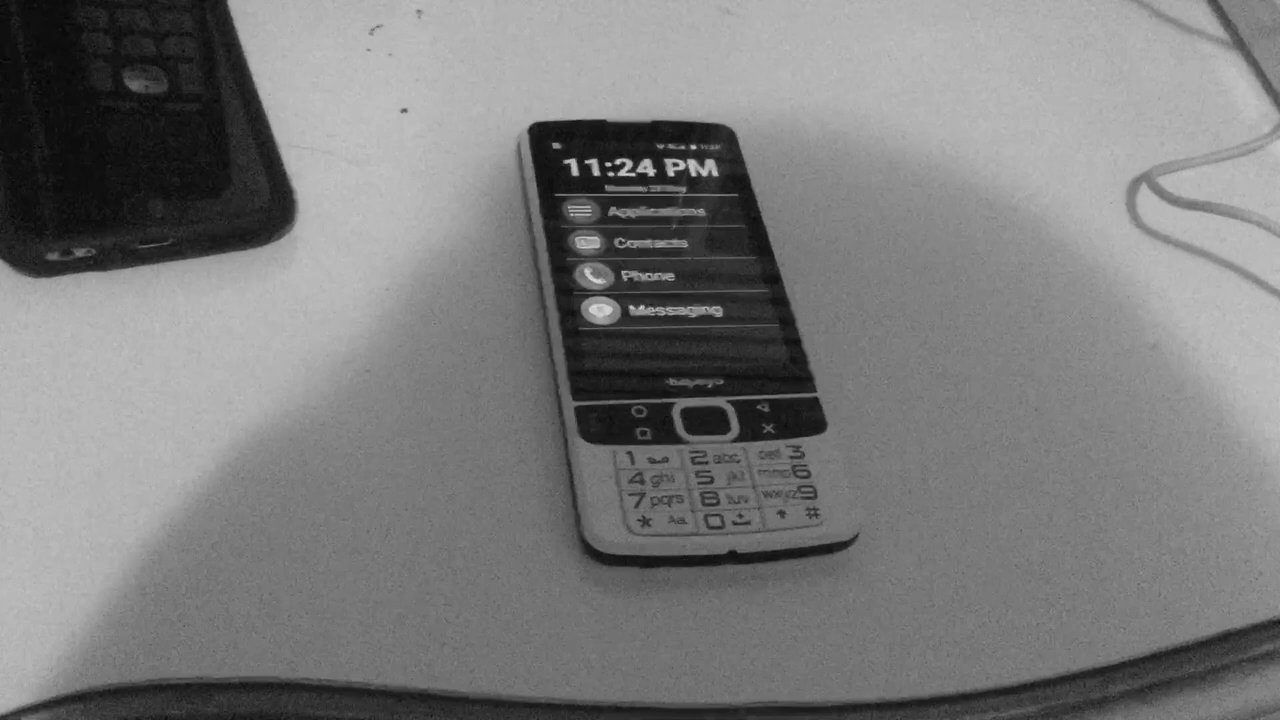 11:24 PM
Applications
Contacts
Phone
Messaging
1 2 abc def 3
4 ghi 5 jkl mno 6
7 pqrs 8 tuv wxyz 9
* Aa #